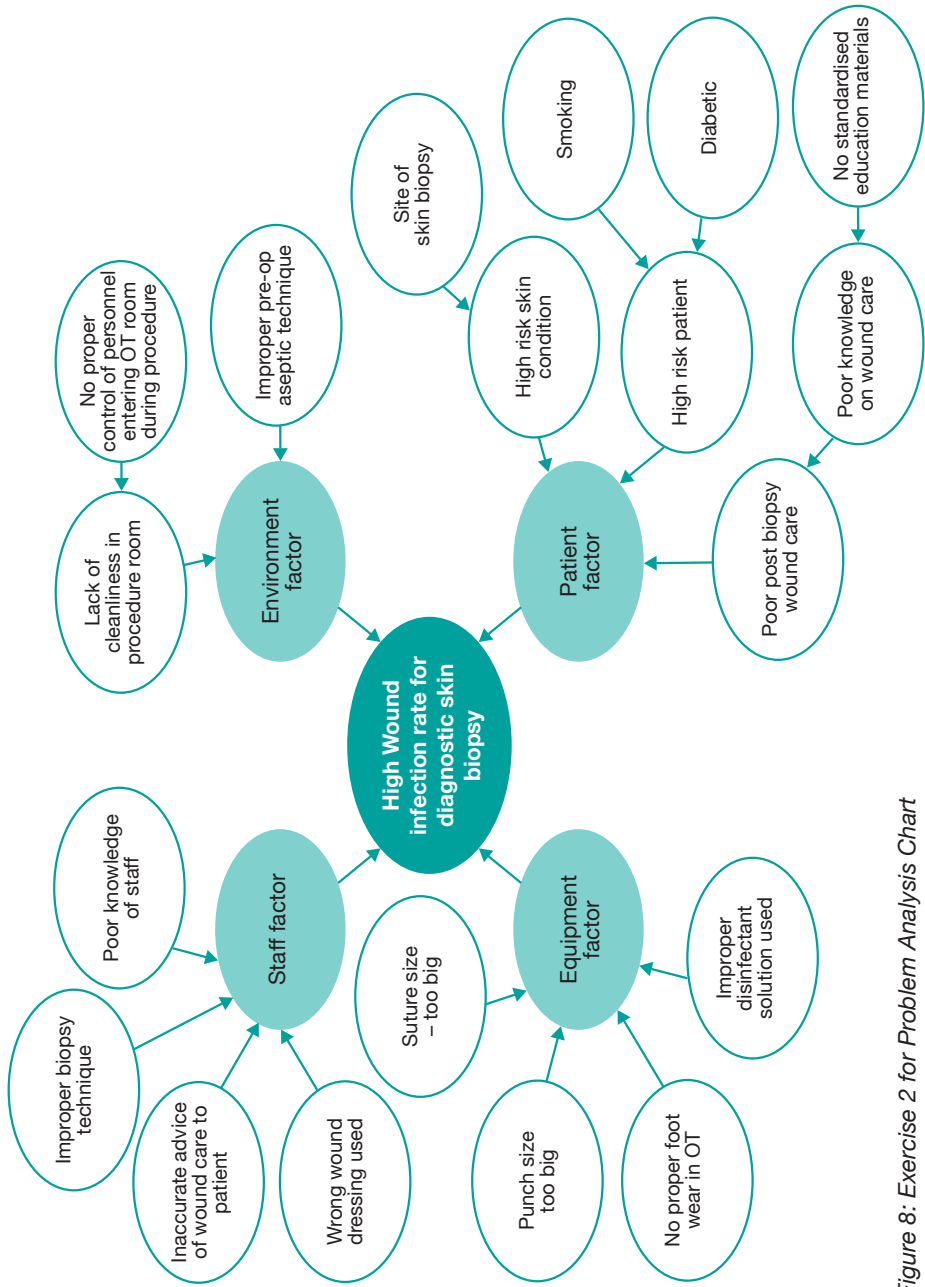 No proper
control of personnel
entering OT room
during procedure
Lack of
cleanliness in
procedure room
Improper pre-op
aseptic technique
Environment
factor
Site of
skin biopsy
High risk skin
condition
Smoking
Diabetic
High risk patient
Patient
factor
No standardised
education materials
Poor knowledge
on wound care
Poor post biopsy
wound care
High Wound
infection rate for
diagnostic skin
biopsy
Poor knowledge
of staff
Improper biopsy
technique
Staff factor
Inaccurate advice
of wound care to
patient
Wrong wound
dressing used
Suture size
– too big
Equipment
factor
Punch size
too big
No proper foot
wear in OT
Improper
disinfectant
solution used
Figure 8: Exercise 2 for Problem Analysis Chart